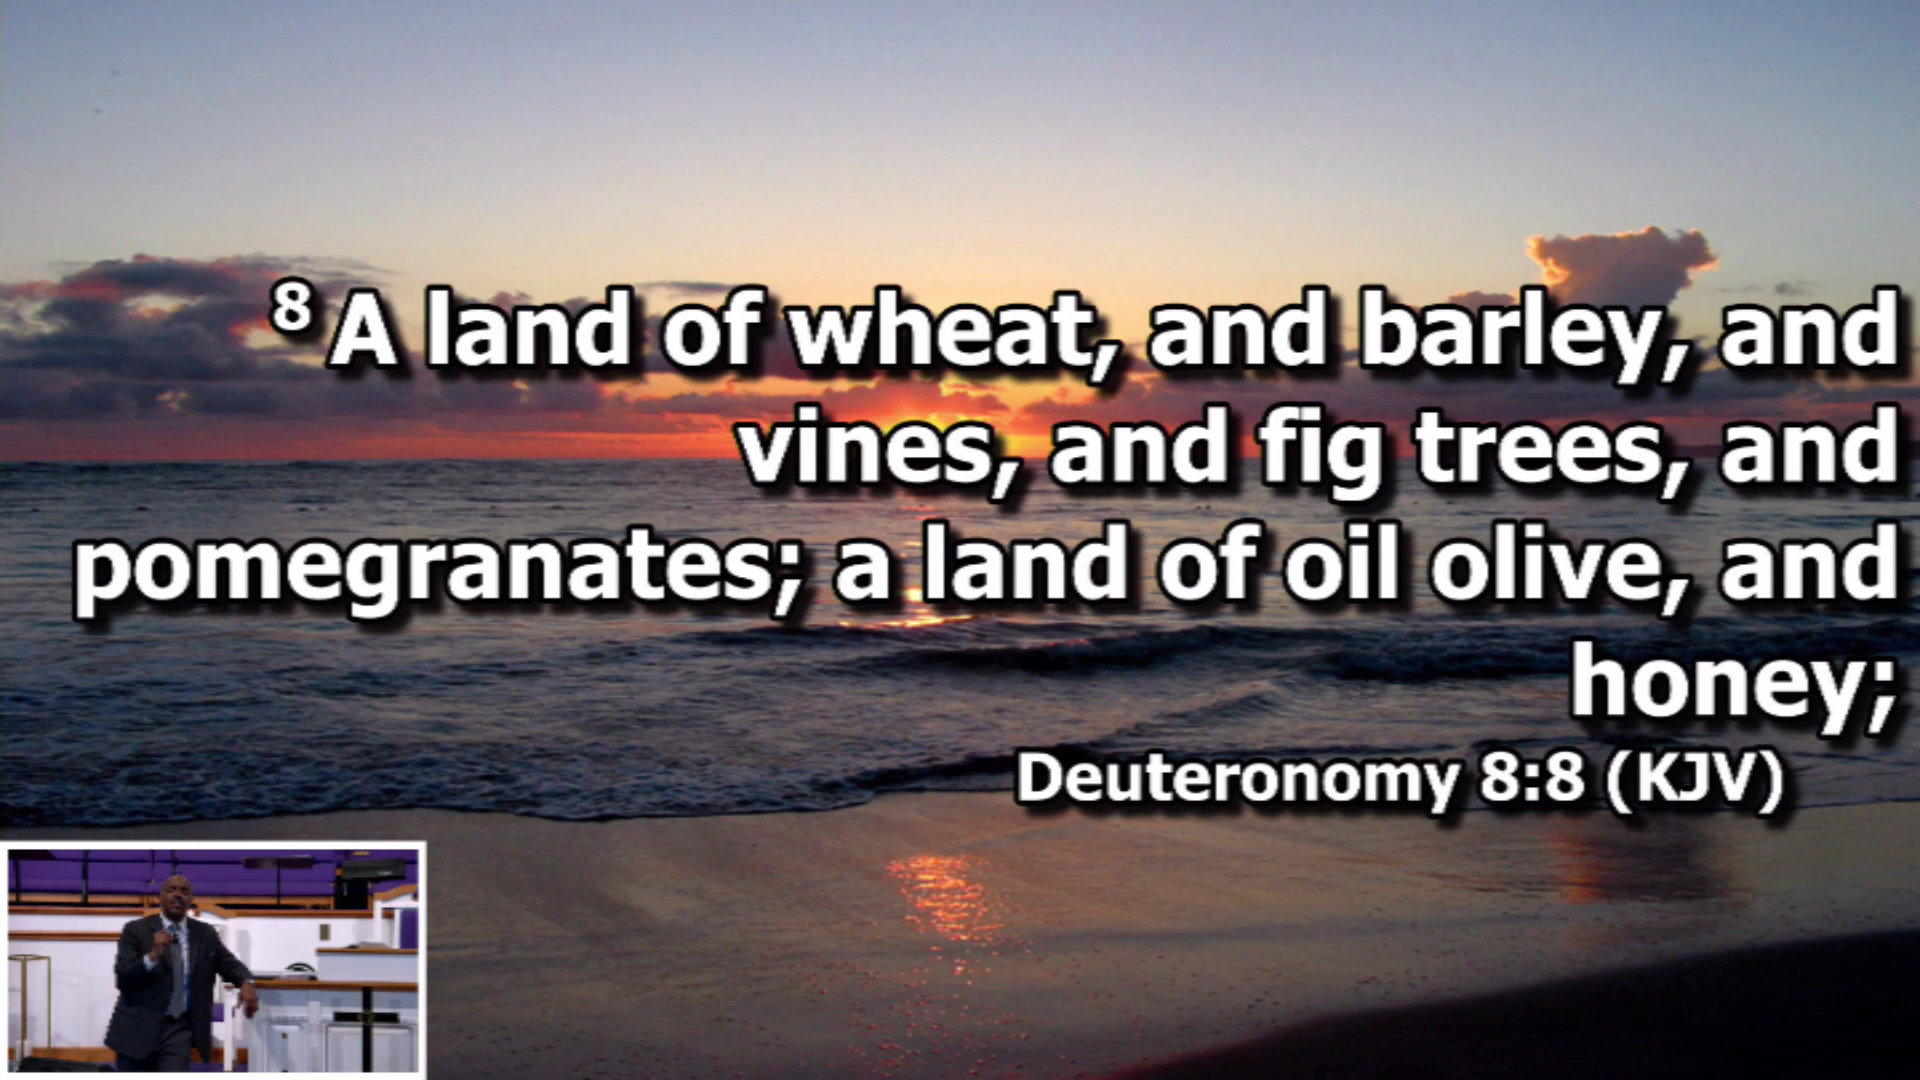 8 A land of wheat, and barley, and
vines, and fig trees, and
pomegranates; a land of oil olive, and
honey;
Deuteronomy 8:8 (KJV)